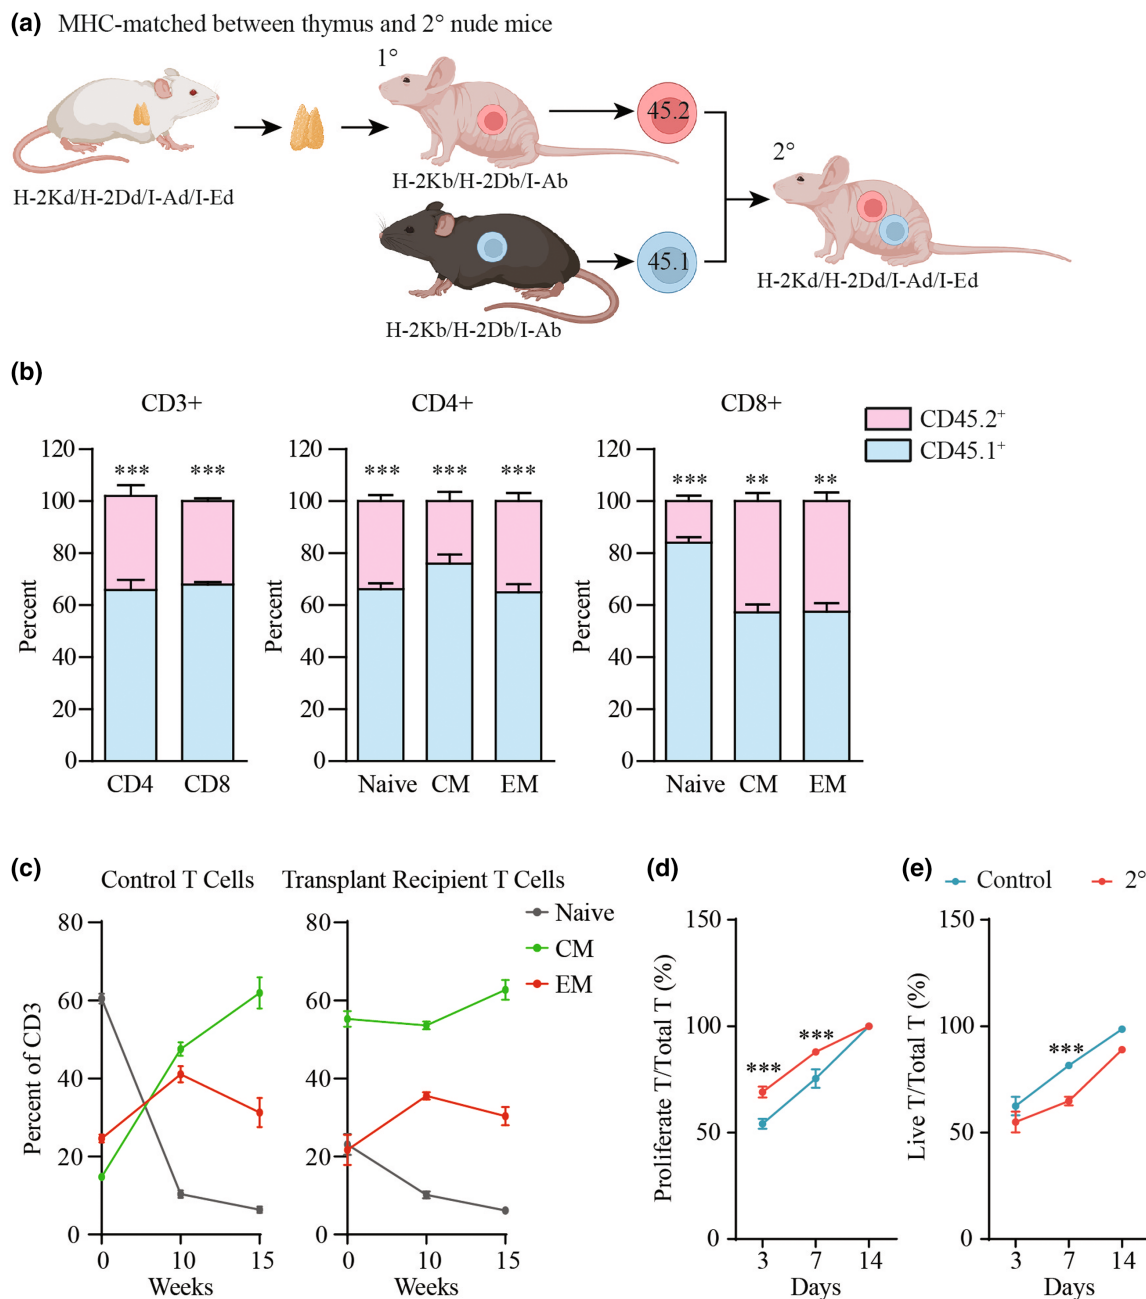 (a) MHC-matched between thymus and 2° nude mice
1°
45.2
2°
H-2Kd/H-2Dd/I-Ad/I-Ed
H-2Kb/H-2Db/I-Ab
45.1
H-2Kd/H-2Dd/I-Ad/I-Ed
H-2Kb/H-2Db/I-Ab
(b)
CD3+ CD4+ CD8+
CD45.2+
CD45.1+
Percent
120
100
80
60
40
20
0
*** ***
CD4 CD8
Percent
120
100
80
60
40
20
0
*** *** ***
Naive CM EM
Percent
120
100
80
60
40
20
0
*** ** **
Naive CM EM
(c)
Control T Cells
Transplant Recipient T Cells
Naive
CM
EM
Percent of CD3
80
60
40
20
0
0 10 15
Weeks
80
60
40
20
0
0 10 15
Weeks
(d)
Proliferate T/Total T (%)
150
100
50
0
*** ***
3 7 14
Days
(e)
Control 2°
Live T/Total T (%)
150
100
50
0
***
3 7 14
Days